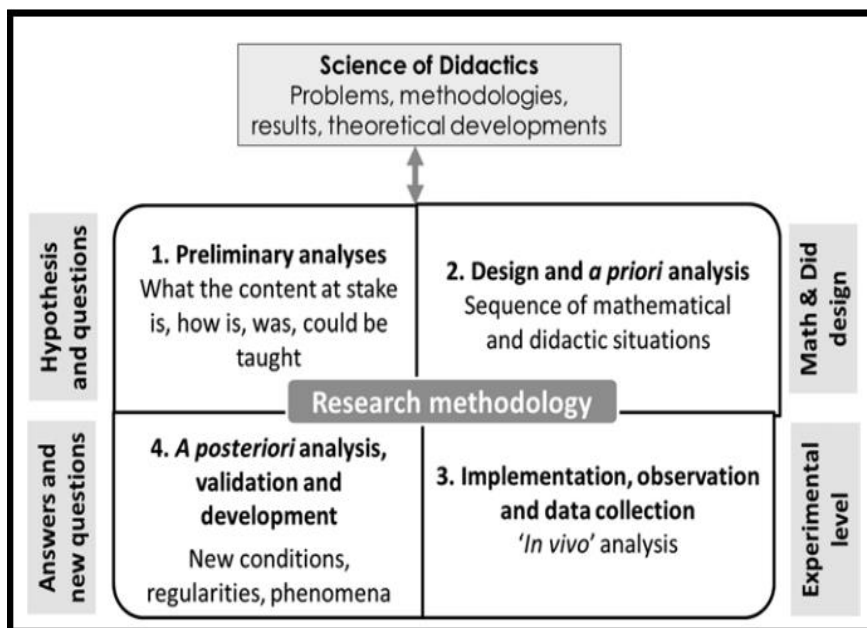 Science of Didactics
Problems, methodologies,
results, theoretical developments
Hypothesis
and questions
1. Preliminary analyses
What the content at stake
is, how is, was, could be
taught
2. Design and a priori analysis
Sequence of mathematical
and didactic situations
Math & Did
design
Research methodology
Answers and
new questions
4. A posteriori analysis,
validation and
development
New conditions,
regularities, phenomena
3. Implementation, observation
and data collection
‘In vivo’ analysis
Experimental
level